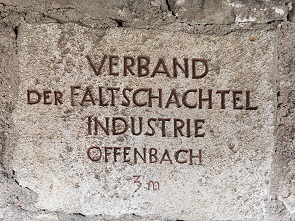 VERBAND
DER FALTSCHACHTEL
INDUSTRIE
OFFENBACH
3 m